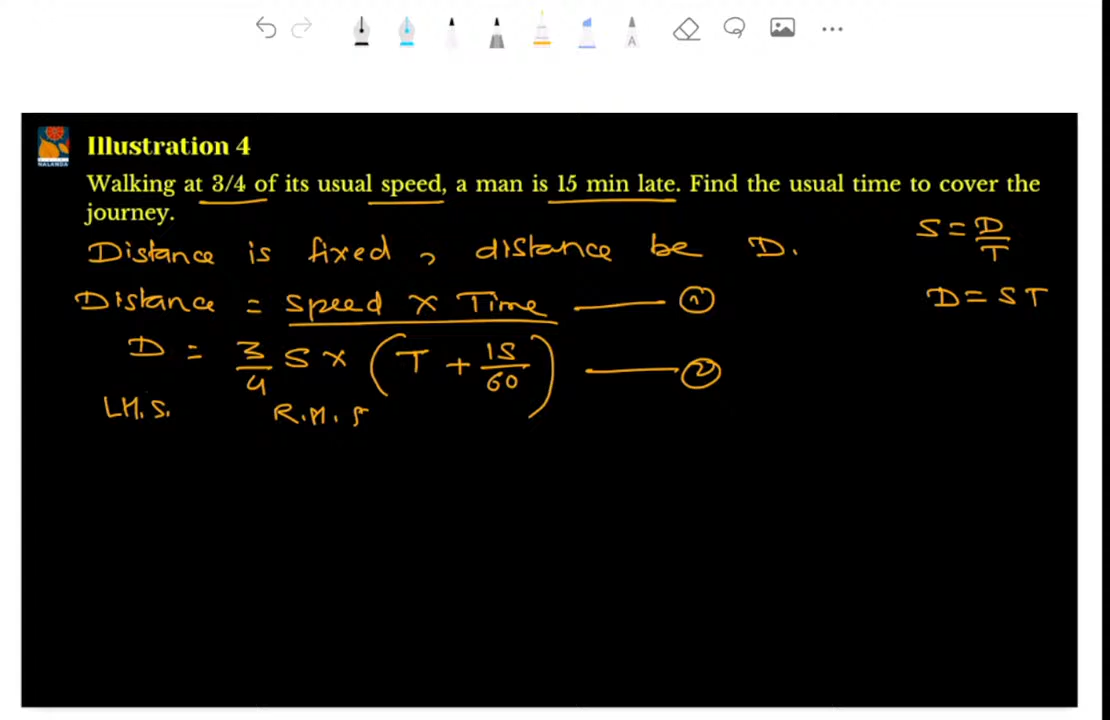 Illustration 4
Walking at 3/4 of its usual speed, a man is 15 min late. Find the usual time to cover the
journey.
Distance is fixed, distance be D.
S = D/T
Distance = speed × Time —— ①
D = S T
D = 3/4 S × (T + 15/60) —— ②
L.H.S. R.H.S
NALANDA
A